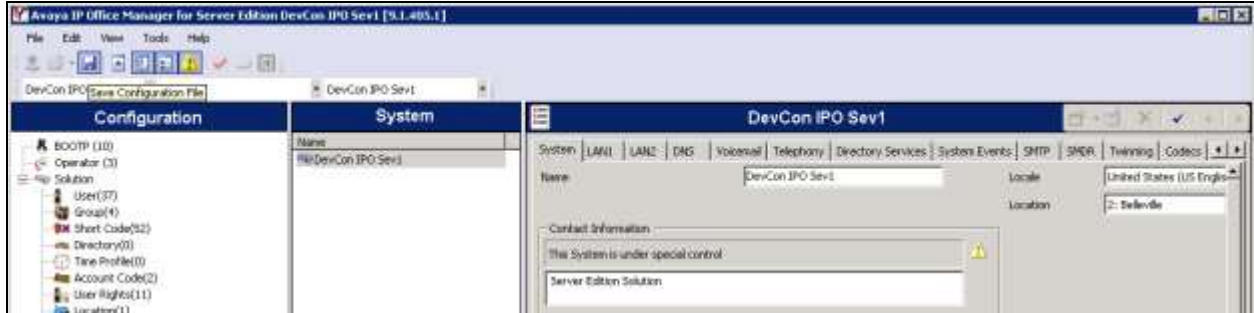 Avaya IP Office Manager for Server Edition DevCon IPO Sev1 [9.1.405.1]
File Edit View Tools Help
DevCon IPO DevCon IPO Sev1
Save Configuration File
Configuration
BOOTP (10)
Operator (3)
Solution
User(37)
Group(4)
Short Code(52)
Directory(0)
Time Profile(0)
Account Code(2)
User Rights(11)
Location(1)
System
Name
DevCon IPO Sev1
DevCon IPO Sev1
System LAN1 LAN2 DNS Voicemail Telephony Directory Services System Events SMTP SMDR Twinning Codecs
Name DevCon IPO Sev1 Locale United States (US Englis
Location 2: Belleville
Contact Information
This System is under special control
Server Edition Solution